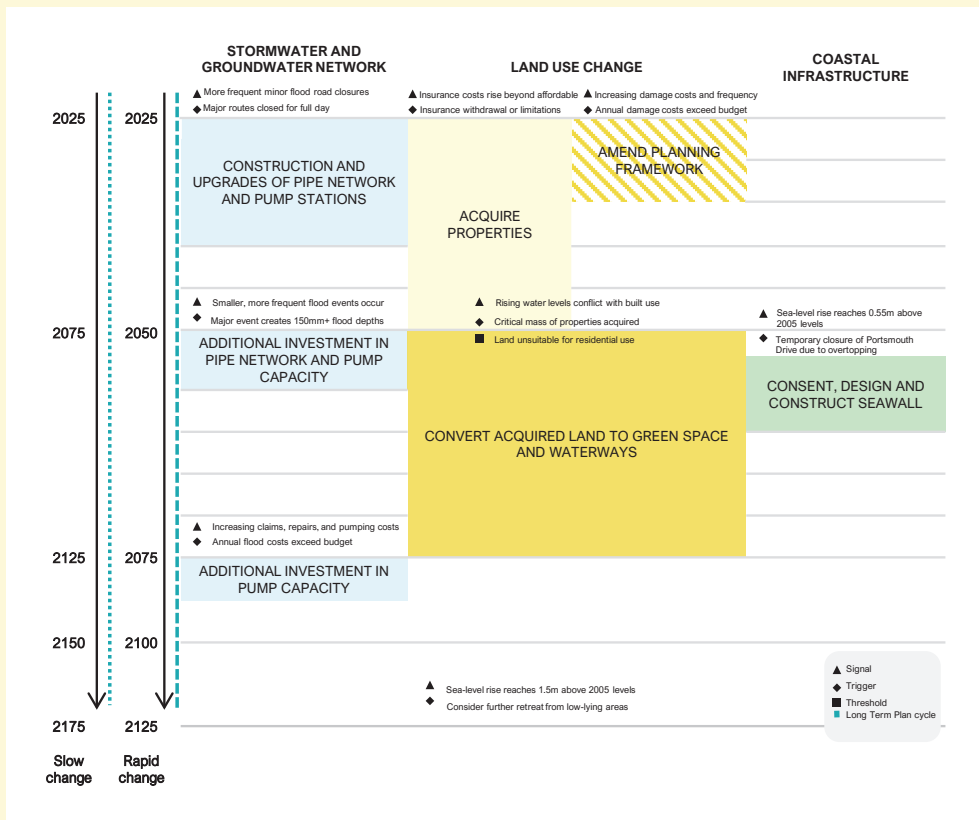 STORMWATER AND
GROUNDWATER NETWORK
LAND USE CHANGE
COASTAL
INFRASTRUCTURE
More frequent minor flood road closures
Major routes closed for full day
Insurance costs rise beyond affordable
Insurance withdrawal or limitations
Increasing damage costs and frequency
Annual damage costs exceed budget
2025
2025
CONSTRUCTION AND
UPGRADES OF PIPE NETWORK
AND PUMP STATIONS
ACQUIRE
PROPERTIES
AMEND PLANNING
FRAMEWORK
Smaller, more frequent flood events occur
Major event creates 150mm+ flood depths
Rising water levels conflict with built use
Critical mass of properties acquired
Land unsuitable for residential use
Sea-level rise reaches 0.55m above
2005 levels
Temporary closure of Portsmouth
Drive due to overtopping
2075
2050
ADDITIONAL INVESTMENT IN
PIPE NETWORK AND PUMP
CAPACITY
CONVERT ACQUIRED LAND TO GREEN SPACE
AND WATERWAYS
CONSENT, DESIGN AND
CONSTRUCT SEAWALL
Increasing claims, repairs, and pumping costs
Annual flood costs exceed budget
2125
2075
ADDITIONAL INVESTMENT IN
PUMP CAPACITY
2150
2100
Sea-level rise reaches 1.5m above 2005 levels
Consider further retreat from low-lying areas
Signal
Trigger
Threshold
Long Term Plan cycle
2175
2125
Slow
change
Rapid
change